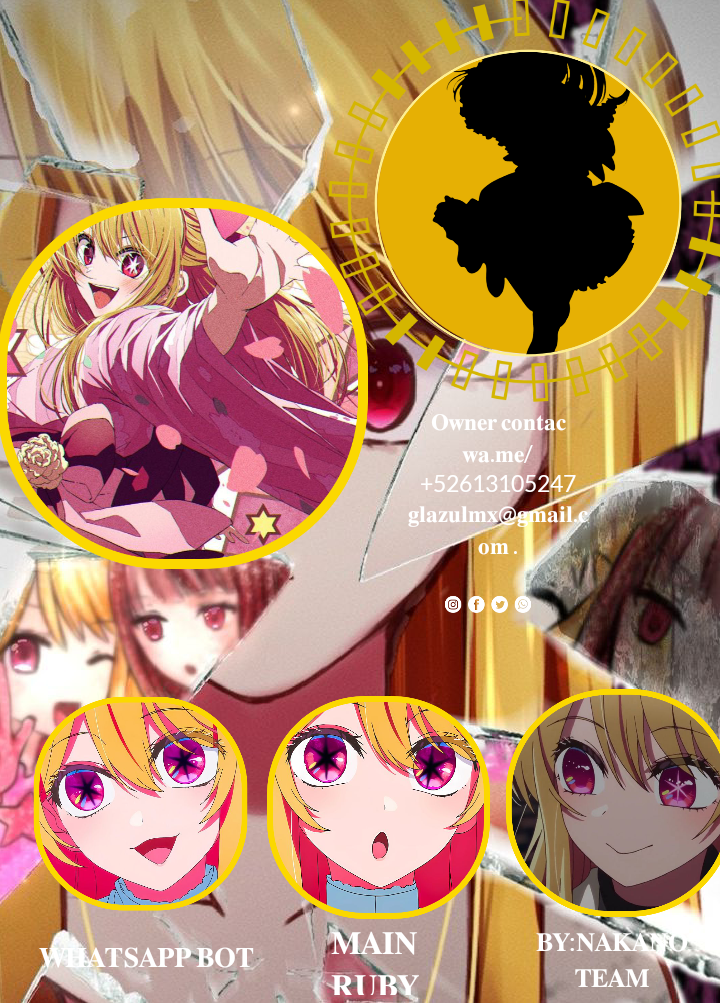 Owner contac
wa.me/
+52613105247
glazulmx@gmail.c
om .
WHATSAPP BOT
MAIN
RUBY
BY:NAKANO
TEAM